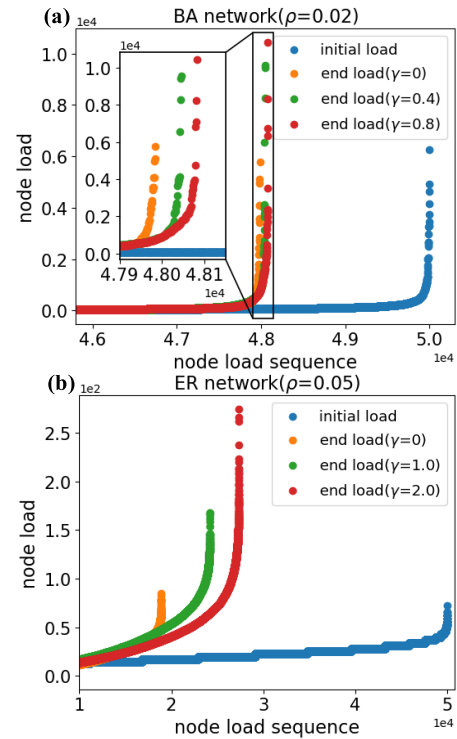 (a) BA network(ρ=0.02)
1e4
1.0
0.8
0.6
0.4
0.2
0.0
node load
1e4
1.0
0.8
0.6
0.4
0.2
0.0
4.79 4.80 4.81
1e4
initial load
end load(γ=0)
end load(γ=0.4)
end load(γ=0.8)
4.6 4.7 4.8 4.9 5.0
1e4
node load sequence
(b) ER network(ρ=0.05)
1e2
2.5
2.0
1.5
1.0
0.5
0.0
node load
initial load
end load(γ=0)
end load(γ=1.0)
end load(γ=2.0)
1 2 3 4 5
1e4
node load sequence